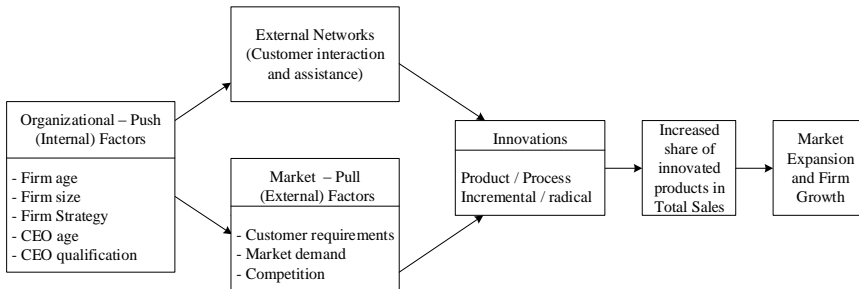 External Networks
(Customer interaction
and assistance)
Organizational – Push
(Internal) Factors
- Firm age
- Firm size
- Firm Strategy
- CEO age
- CEO qualification
Market – Pull
(External) Factors
- Customer requirements
- Market demand
- Competition
Innovations
Product / Process
Incremental / radical
Increased
share of
innovated
products in
Total Sales
Market
Expansion
and Firm
Growth